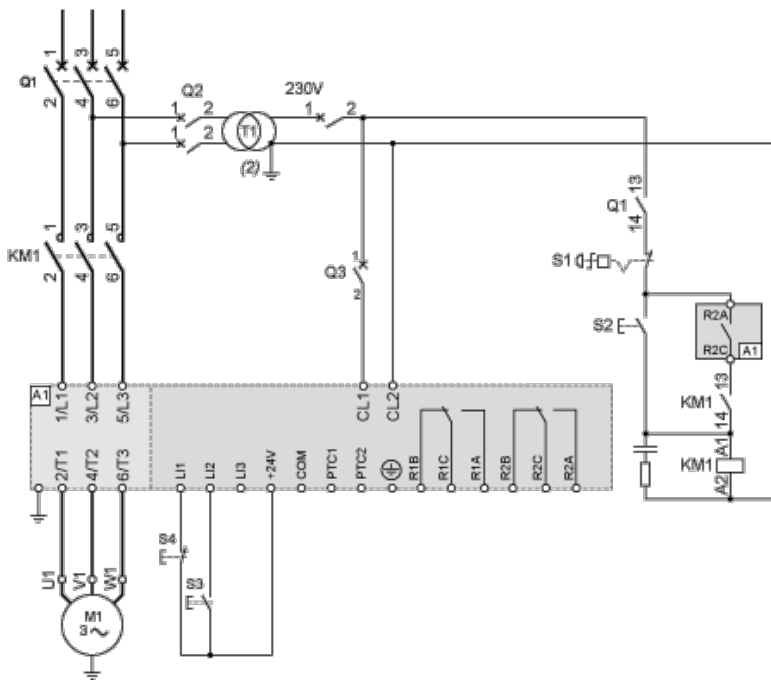 1 3 5
Q1
2 4 6
Q2
1 2
1 2
T1
(2)
230V
1 2
1 3 5
KM1
2 4 6
1
Q3
2
13
Q1
14
S1
S2
R2A
R2C
A1
13
KM1
14
A1
KM1
A2
A1
1/L1 3/L2 5/L3 CL1 CL2
2/T1 4/T2 6/T3 LI1 LI2 LI3 +24V COM PTC1 PTC2 R1B R1C R1A R2B R2C R2A
S4
S3
V1 W1
M1
3